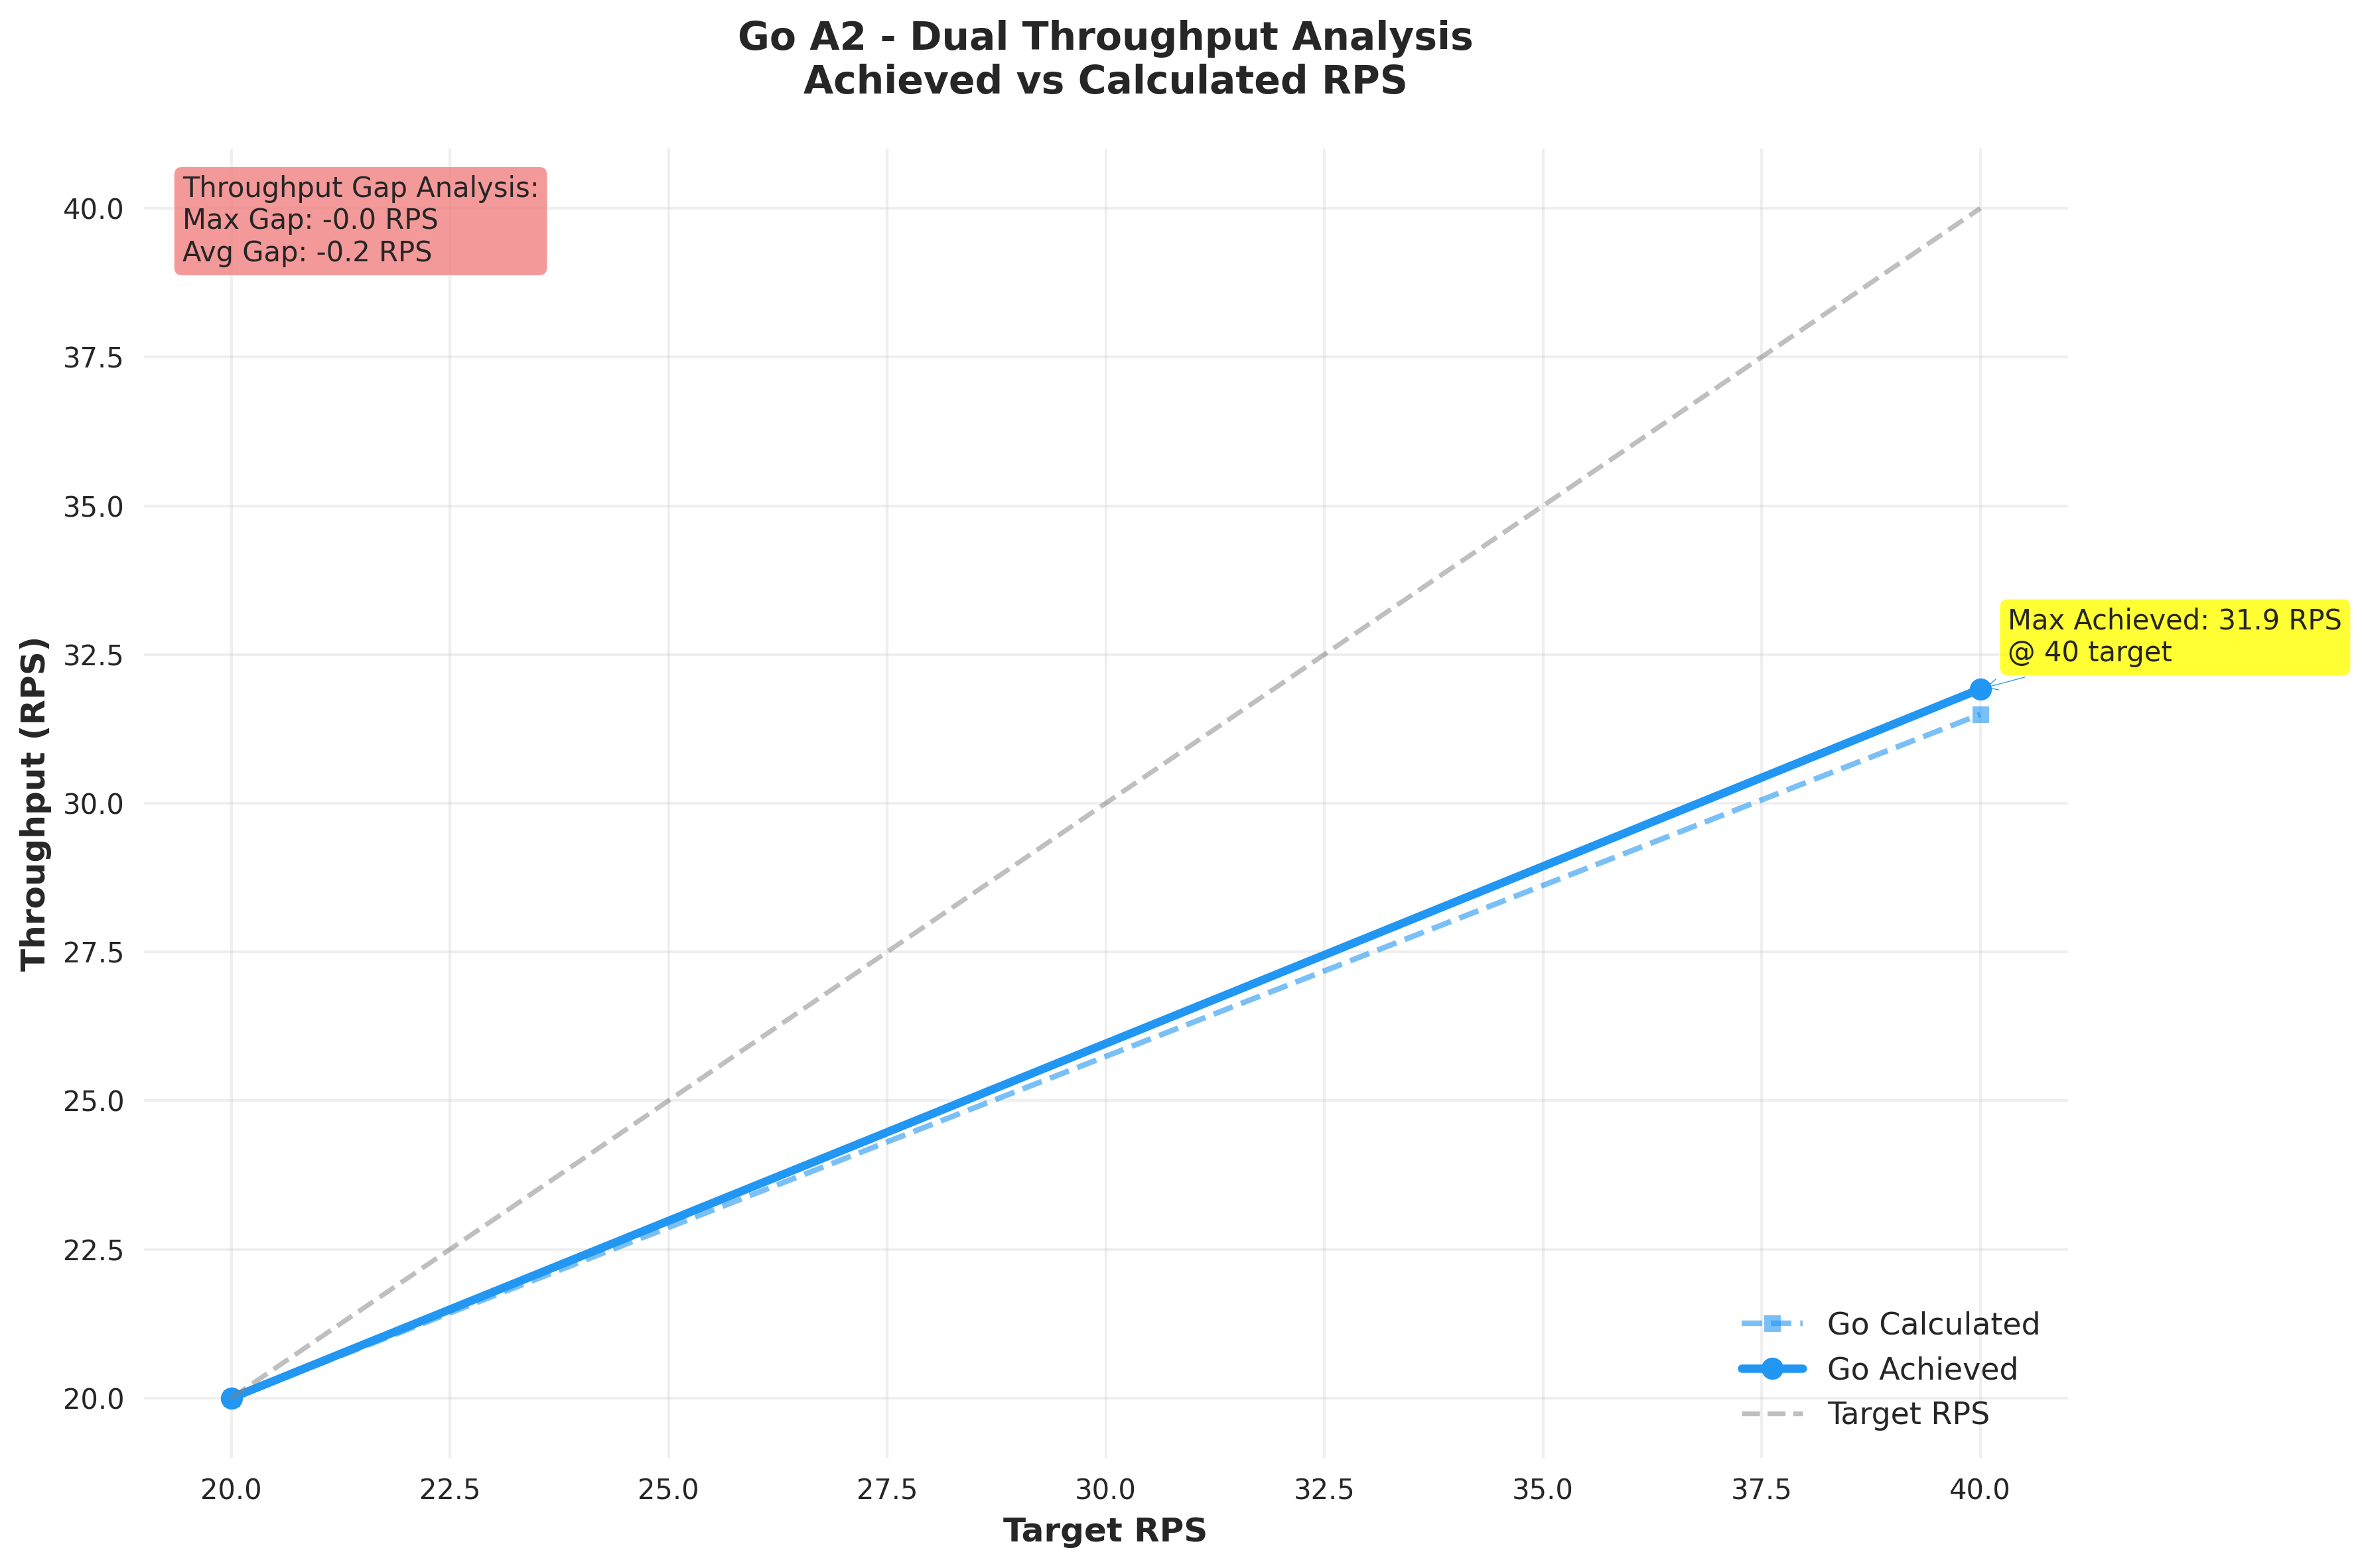 Go A2 - Dual Throughput Analysis
Achieved vs Calculated RPS
Throughput Gap Analysis:
Max Gap: -0.0 RPS
Avg Gap: -0.2 RPS
Throughput (RPS)
40.0
37.5
35.0
32.5
30.0
27.5
25.0
22.5
20.0
Max Achieved: 31.9 RPS
@ 40 target
Go Calculated
Go Achieved
Target RPS
20.0 22.5 25.0 27.5 30.0 32.5 35.0 37.5 40.0
Target RPS